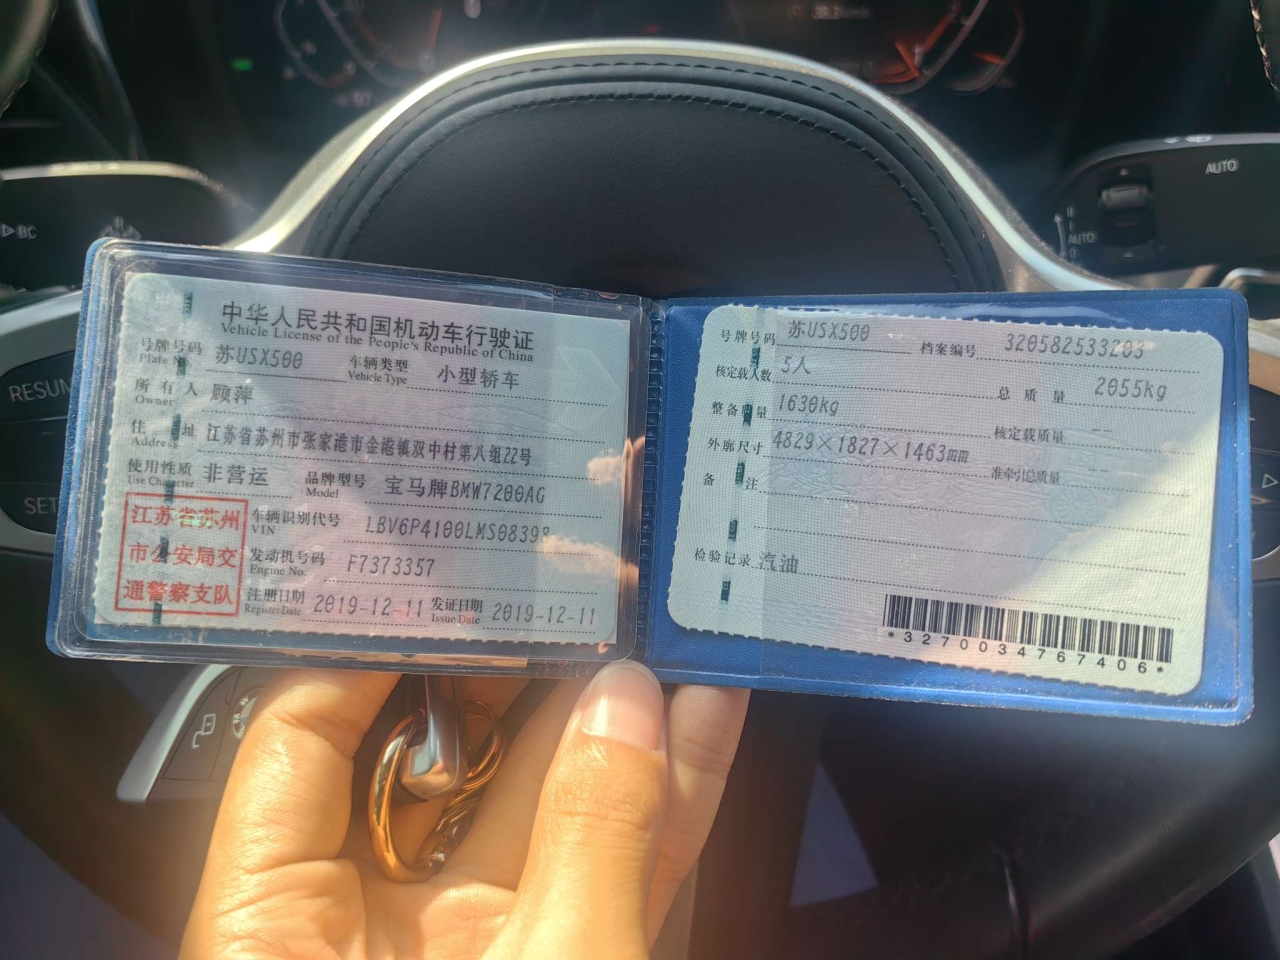 中华人民共和国机动车行驶证
Vehicle License of the People's Republic of China
号牌号码 苏USX500 车辆类型 小型轿车
Plate No. Vehicle Type
所有人 顾萍
Owner
住址 江苏省苏州市张家港市金港镇双中村第八组22号
Address
使用性质 非营运 品牌型号 宝马牌BMW7200AG
Use Character Model
江苏省苏州
市公安局交
通警察支队
车辆识别代号 LBV6P4100LMS08398
VIN
发动机号码 F7373357
Engine No.
注册日期 2019-12-11 发证日期 2019-12-11
Register Date Issue Date
号牌号码 苏USX500 档案编号 320582533203
核定载人数 5人 总质量 2055kg
整备质量 1630kg 核定载质量 --
外廓尺寸 4829×1827×1463mm 准牵引总质量 --
备注
检验记录 汽油
*3270034767406*
BC
AUTO
AUTO
RESUM
SET